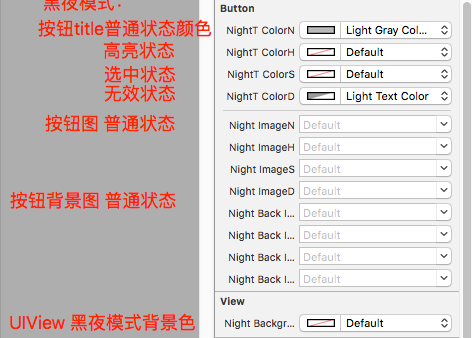 黑夜模式：
Button
按钮title普通状态颜色
NightT ColorN Light Gray Col...
高亮状态
NightT ColorH Default
选中状态
NightT ColorS Default
无效状态
NightT ColorD Light Text Color
按钮图 普通状态
Night ImageN Default
Night ImageH Default
Night ImageS Default
Night ImageD Default
按钮背景图 普通状态
Night Back I... Default
Night Back I... Default
Night Back I... Default
Night Back I... Default
View
UIView 黑夜模式背景色
Night Backgr... Default